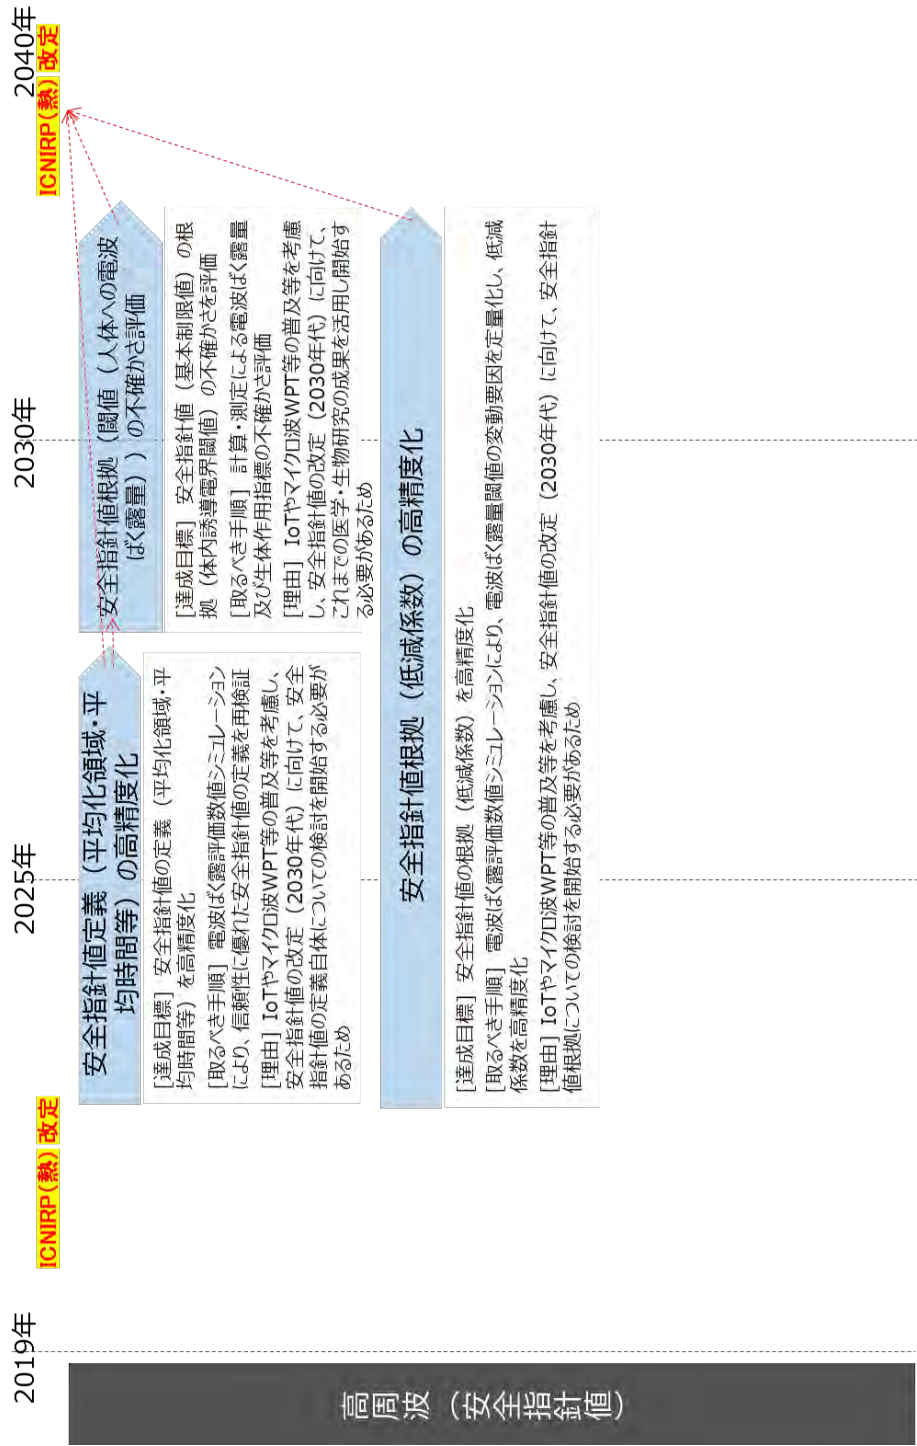 2019年
2025年
2030年
2040年
ICNIRP(熱) 改定
ICNIRP(熱) 改定
高周波（安全指針値）
安全指針値定義（平均化領域・平
均時間等）の高精度化
[達成目標] 安全指針値の定義（平均化領域・平
均時間等）を高精度化
[取るべき手順] 電波ばく露評価数値シミュレーション
により、信頼性に優れた安全指針値の定義を再検証
[理由] IoTやマイクロ波WPT等の普及等を考慮し、
安全指針値の改定（2030年代）に向けて、安全
指針値の定義自体についての検討を開始する必要が
あるため
安全指針値根拠（閾値（人体への電波
ばく露量））の不確かさ評価
[達成目標] 安全指針値（基本制限値）の根
拠（体内誘導電界閾値）の不確かさを評価
[取るべき手順] 計算・測定による電波ばく露量
及び生体作用指標の不確かさ評価
[理由] IoTやマイクロ波WPT等の普及等を考慮
し、安全指針値の改定（2030年代）に向けて、
これまでの医学・生物研究の成果を活用し開始す
る必要があるため
安全指針値根拠（低減係数）の高精度化
[達成目標] 安全指針値の根拠（低減係数）を高精度化
[取るべき手順] 電波ばく露評価数値シミュレーションにより、電波ばく露量閾値の変動要因を定量化し、低減
係数を高精度化
[理由] IoTやマイクロ波WPT等の普及等を考慮し、安全指針値の改定（2030年代）に向けて、安全指針
値根拠についての検討を開始する必要があるため